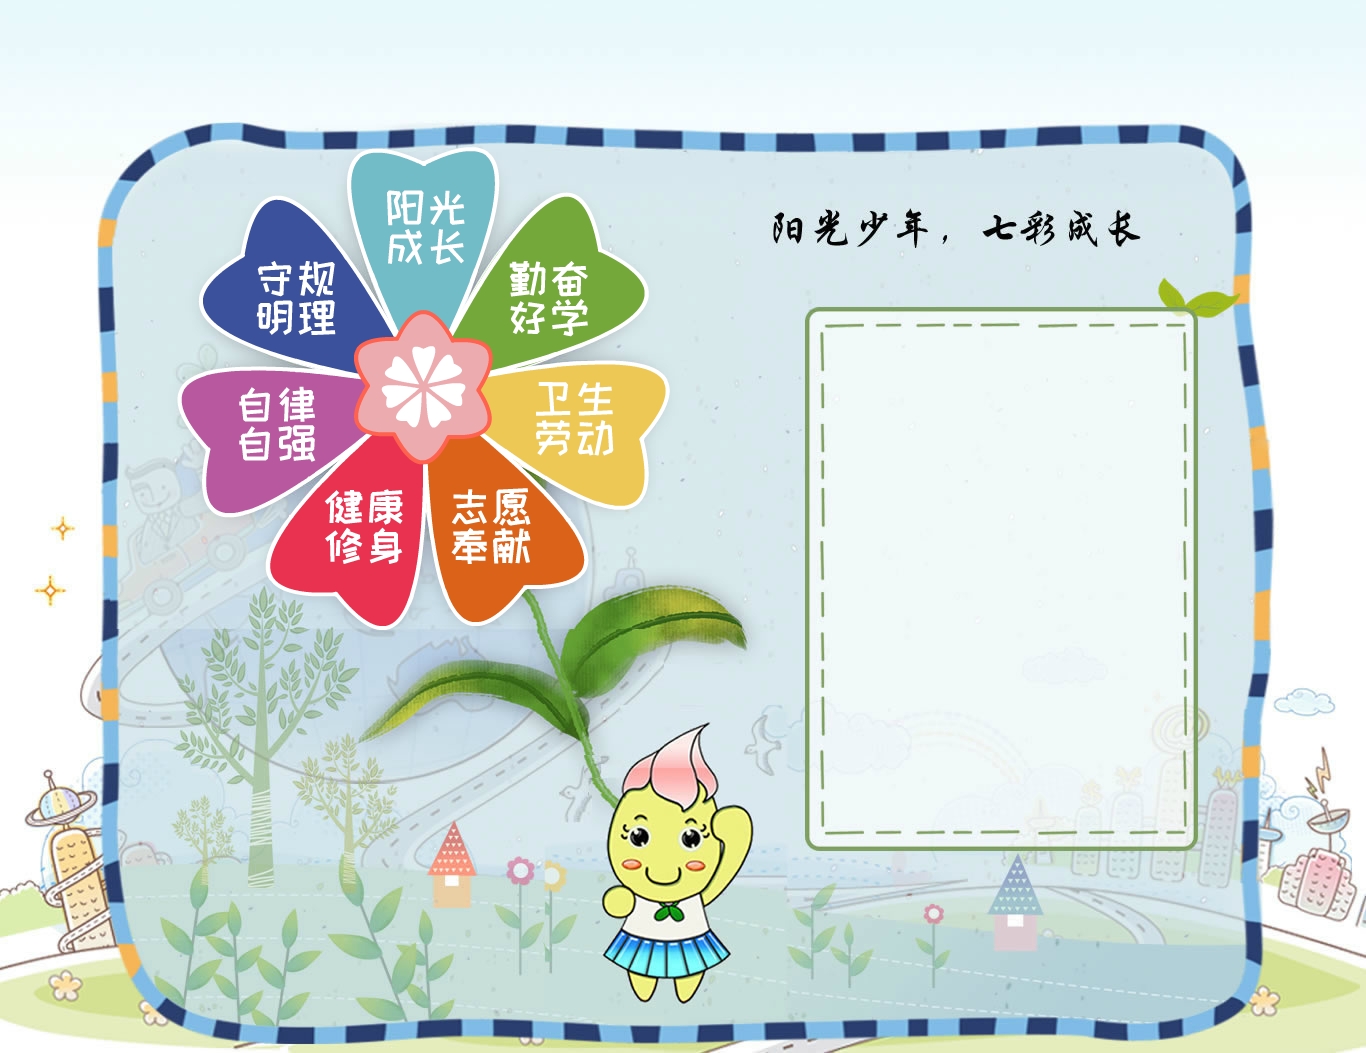 阳光
成长
守规
明理
勤奋
好学
自律
自强
卫生
劳动
健康
修身
志愿
奉献
阳光少年，七彩成长